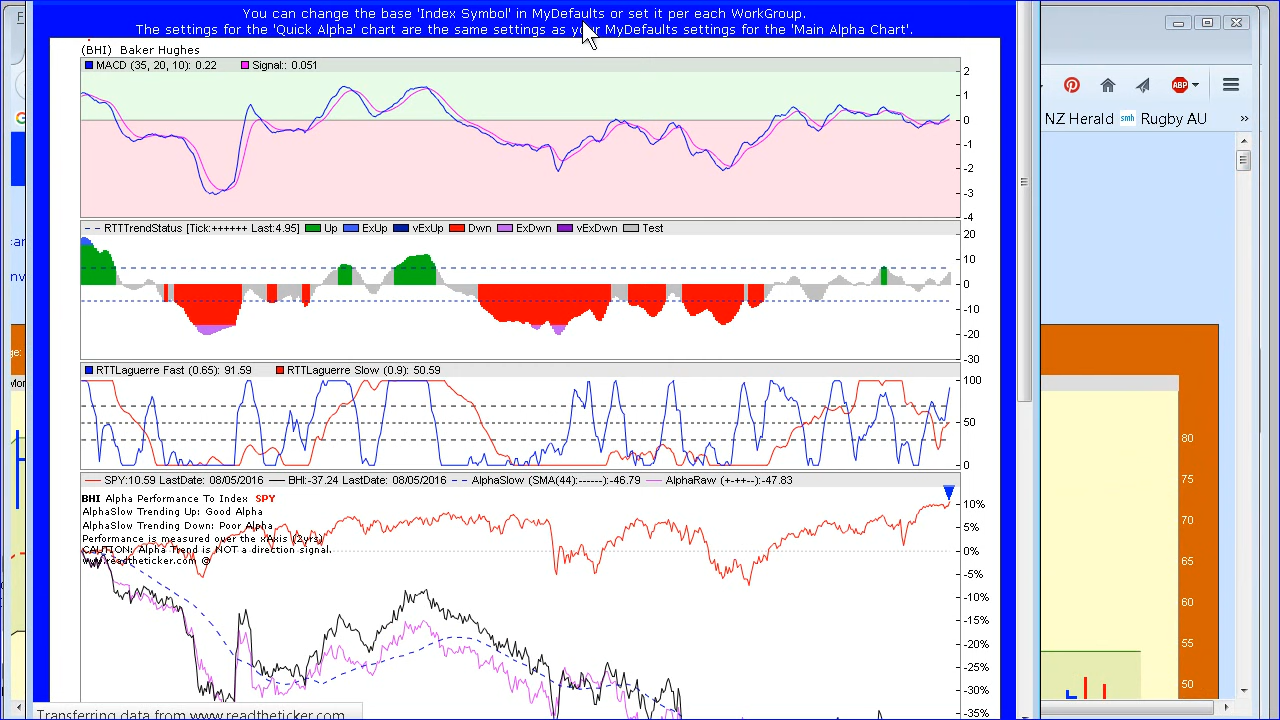 You can change the base 'Index Symbol' in MyDefaults or set it per each WorkGroup.
The settings for the 'Quick Alpha' chart are the same settings as your MyDefaults settings for the 'Main Alpha Chart'.
(BHI) Baker Hughes
MACD (35, 20, 10): 0.22 Signal:: 0.051
2
1
0
-1
-2
-3
-4
RTTTrendStatus [Tick:++++++ Last:4.95] Up ExUp vExUp Dwn ExDwn vExDwn Test
20
10
0
-10
-20
-30
RTTLaguerre Fast (0.65): 91.59 RTTLaguerre Slow (0.9): 50.59
100
50
0
SPY:10.59 LastDate: 08/05/2016 BHI:-37.24 LastDate: 08/05/2016 AlphaSlow (SMA(44):------):-46.79 AlphaRaw (+-++--):-47.83
BHI Alpha Performance To Index SPY
AlphaSlow Trending Up: Good Alpha
AlphaSlow Trending Down: Poor Alpha
Performance is measured over the xAxis (2yrs)
CAUTION: Alpha Trend is NOT a direction signal.
www.readtheticker.com ©
10%
5%
0%
-5%
-10%
-15%
-20%
-25%
-30%
-35%
Transferring data from www.readtheticker.com
ABP
NZ Herald smh Rugby AU »
80
75
70
65
60
55
50